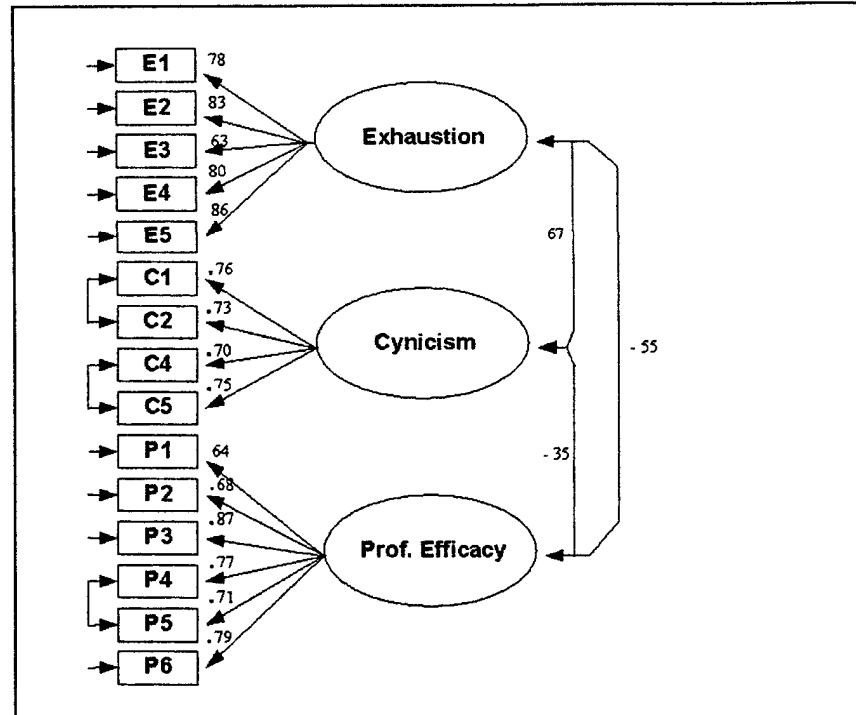 E1 78
E2 83
Exhaustion
E3 63
E4 80
E5 86
67
C1 .76
C2 .73
Cynicism
- 55
C4 .70
C5 .75
P1 64
- 35
P2 .68
P3 .87
Prof. Efficacy
P4 .77
P5 .71
P6 .79